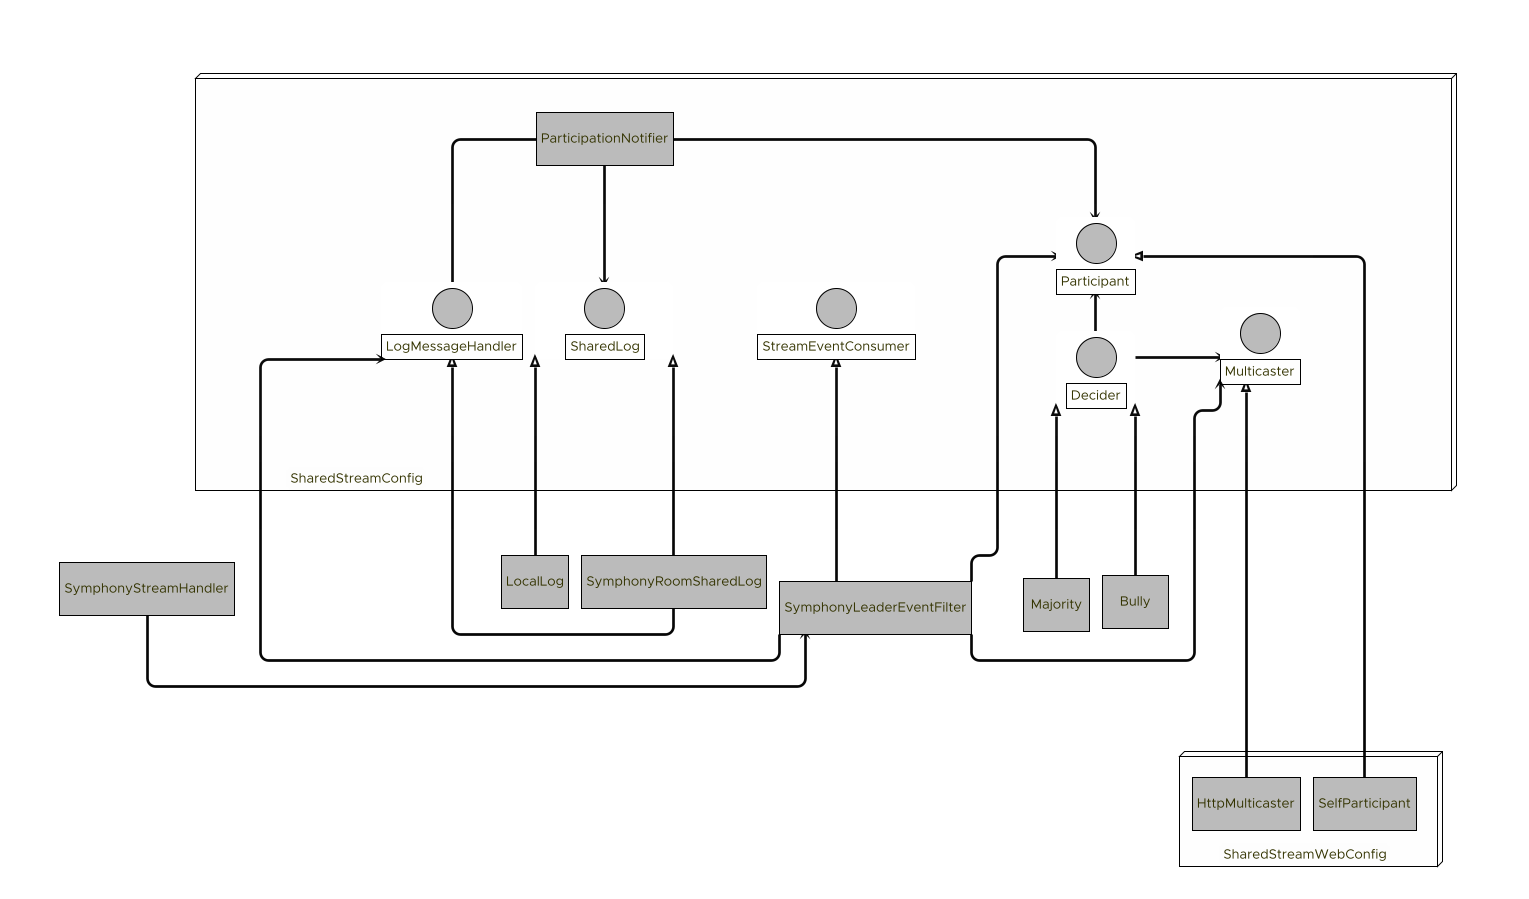 ParticipationNotifier
Participant
LogMessageHandler
SharedLog
StreamEventConsumer
Multicaster
Decider
SharedStreamConfig
SymphonyStreamHandler
LocalLog
SymphonyRoomSharedLog
SymphonyLeaderEventFilter
Majority
Bully
HttpMulticaster
SelfParticipant
SharedStreamWebConfig